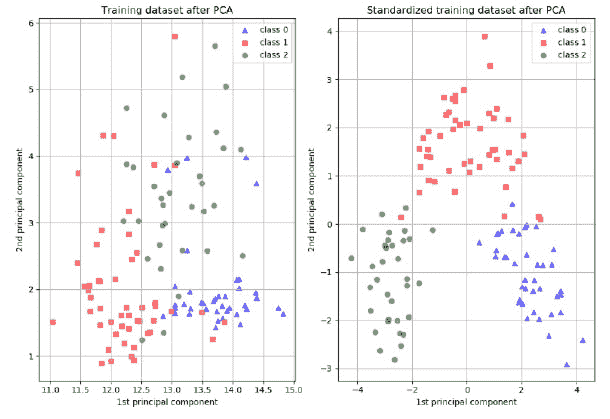 Training dataset after PCA
6
5
4
3
2
1
11.0 11.5 12.0 12.5 13.0 13.5 14.0 14.5 15.0
1st principal component
2nd principal component
class 0
class 1
class 2
Standardized training dataset after PCA
4
3
2
1
0
−1
−2
−3
−4 −2 0 2 4
1st principal component
2nd principal component
class 0
class 1
class 2